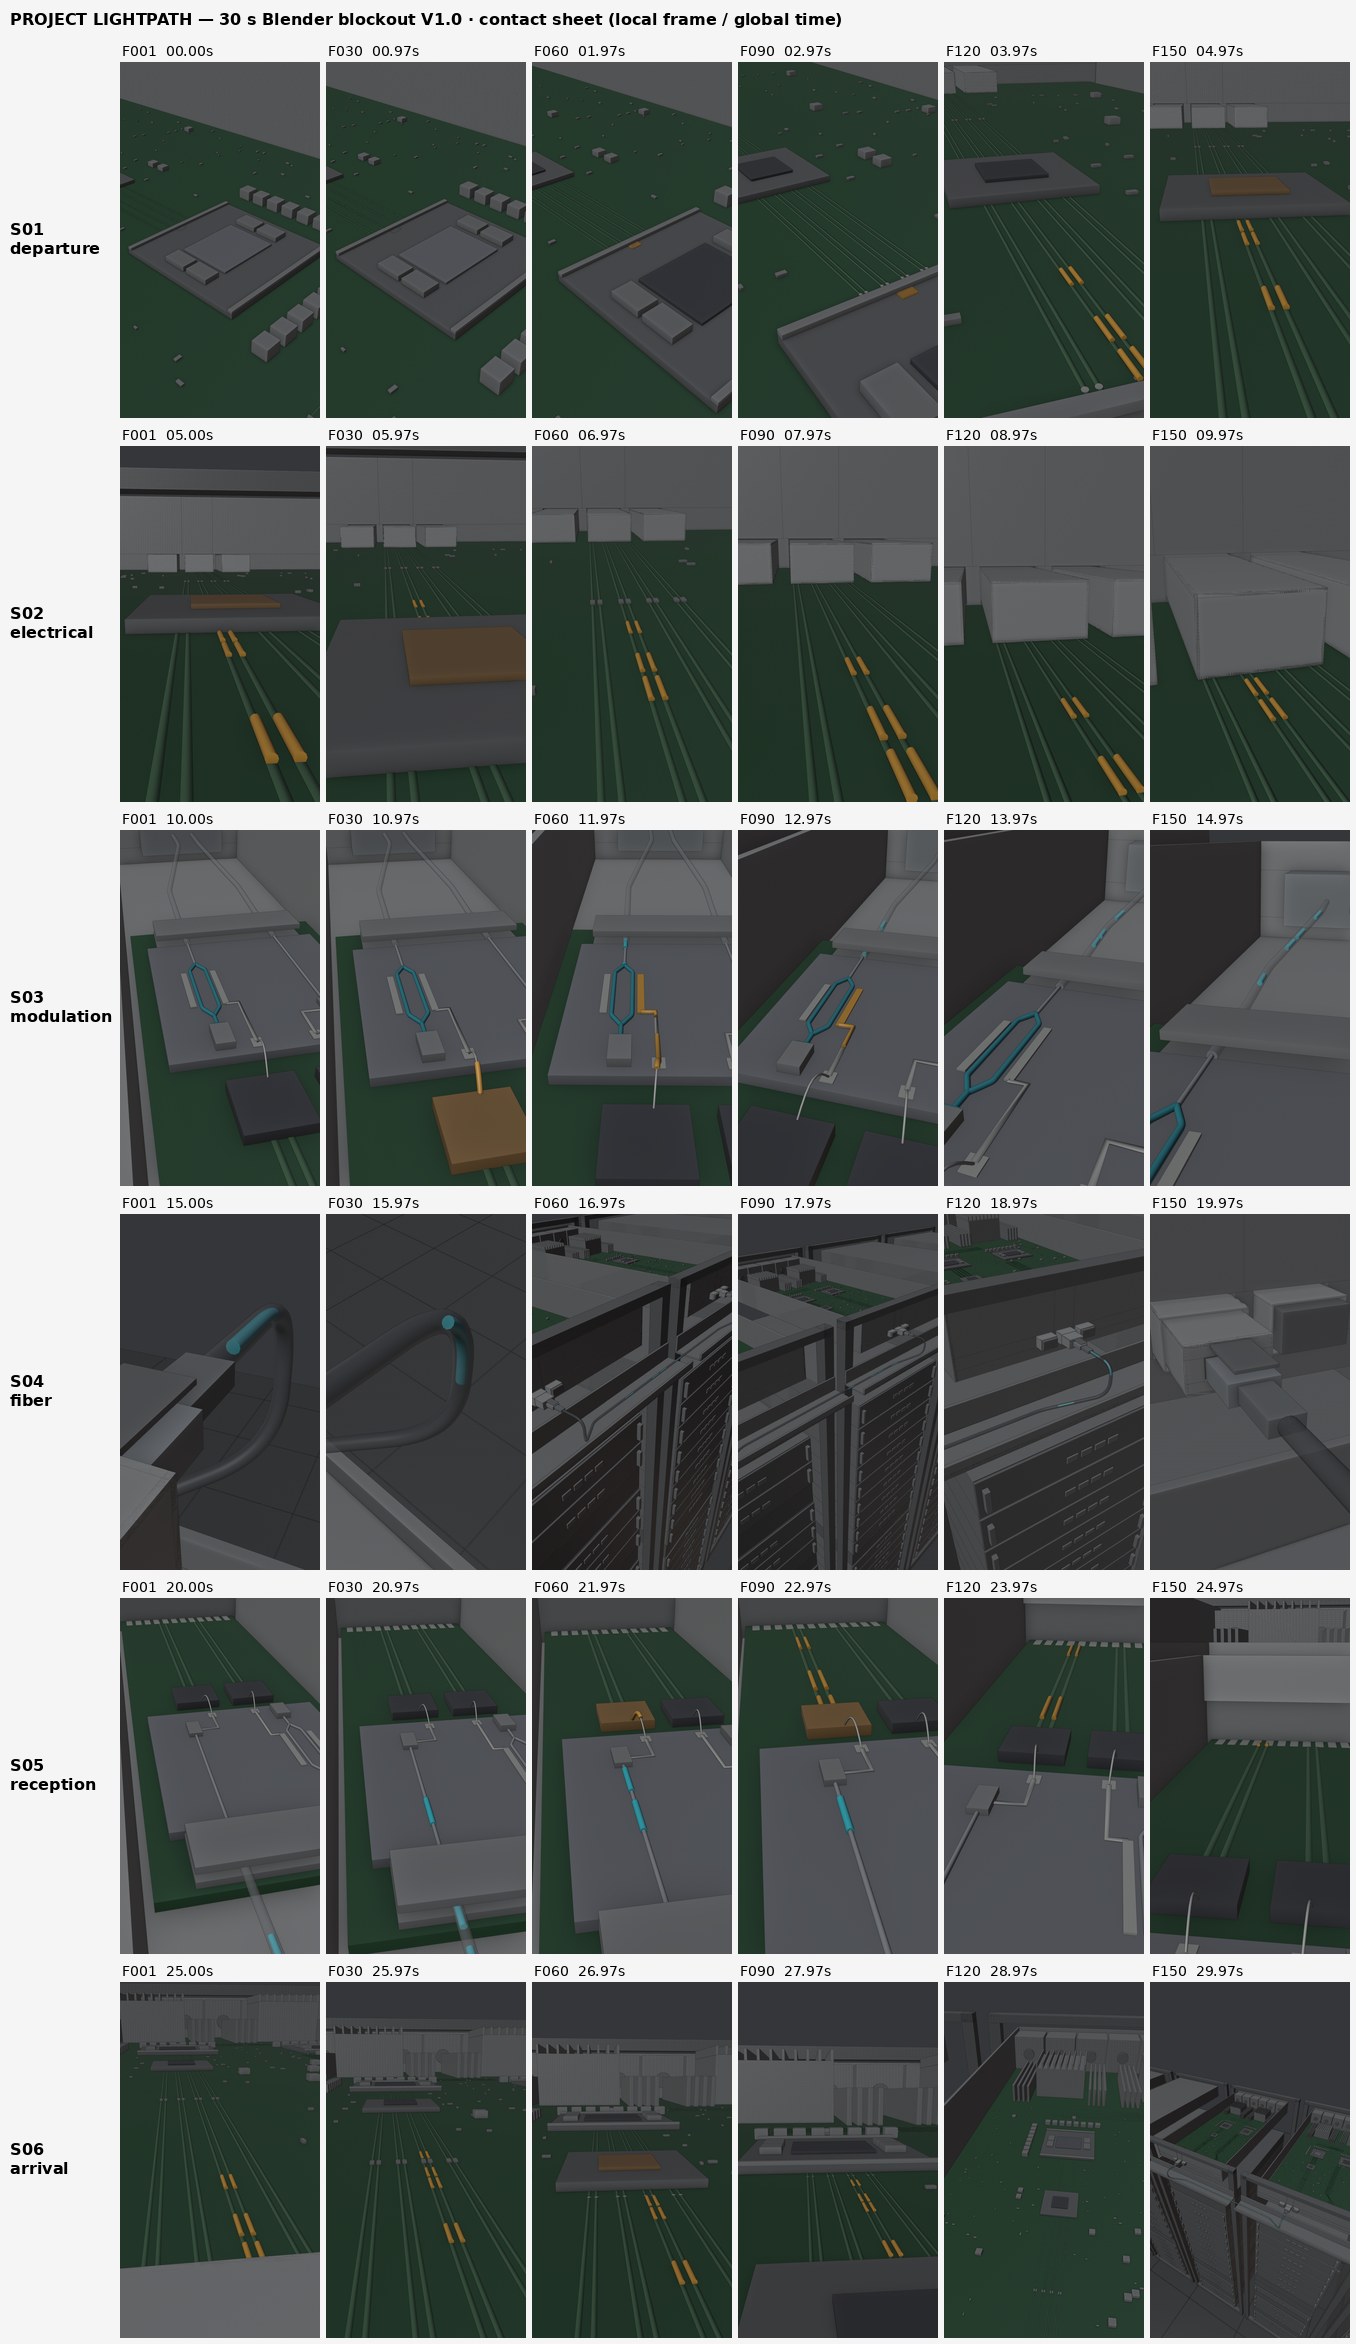 PROJECT LIGHTPATH — 30 s Blender blockout V1.0 · contact sheet (local frame / global time)
F001 00.00s F030 00.97s F060 01.97s F090 02.97s F120 03.97s F150 04.97s
S01
departure
F001 05.00s F030 05.97s F060 06.97s F090 07.97s F120 08.97s F150 09.97s
S02
electrical
F001 10.00s F030 10.97s F060 11.97s F090 12.97s F120 13.97s F150 14.97s
S03
modulation
F001 15.00s F030 15.97s F060 16.97s F090 17.97s F120 18.97s F150 19.97s
S04
fiber
F001 20.00s F030 20.97s F060 21.97s F090 22.97s F120 23.97s F150 24.97s
S05
reception
F001 25.00s F030 25.97s F060 26.97s F090 27.97s F120 28.97s F150 29.97s
S06
arrival